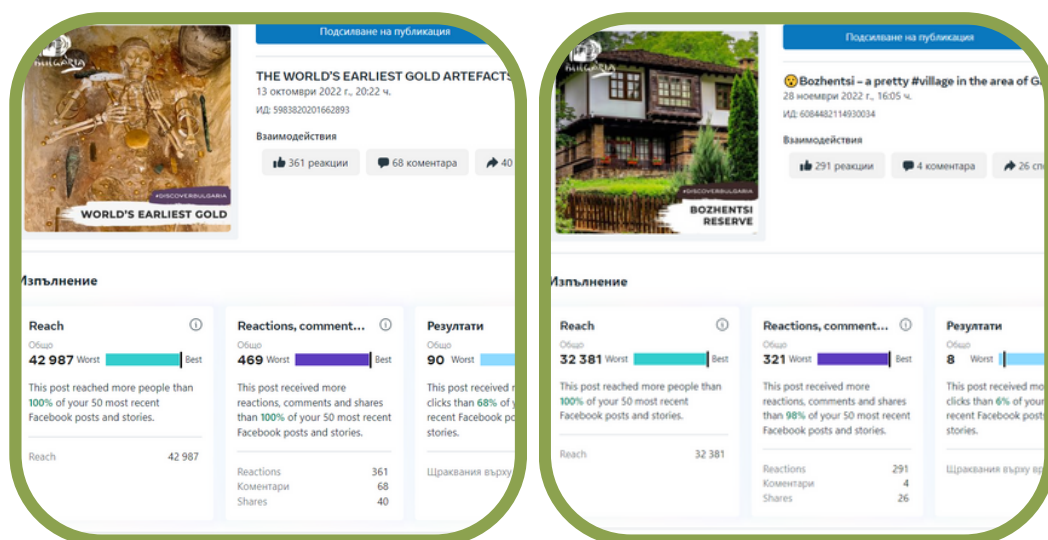 BULGARIA
Подсилване на публикация
THE WORLD'S EARLIEST GOLD ARTEFACTS
13 октомври 2022 г., 20:22 ч.
ИД: 5983820201662893
Взаимодействия
361 реакции
68 коментара
40
#DISCOVERBULGARIA
WORLD'S EARLIEST GOLD
Изпълнение
Reach
Общо
42 987 Worst Best
This post reached more people than
100% of your 50 most recent
Facebook posts and stories.
Reach 42 987
Reactions, comment...
Общо
469 Worst Best
This post received more
reactions, comments and shares
than 100% of your 50 most recent
Facebook posts and stories.
Reactions 361
Коментари 68
Shares 40
Резултати
Общо
90 Worst
This post received
clicks than 68% of
recent Facebook
stories.
Щраквания върху
BULGARIA
Подсилване на публикация
😯Bozhentsi – a pretty #village in the area of
28 ноември 2022 г., 16:05 ч.
ИД: 6084482114930034
Взаимодействия
291 реакции
4 коментара
26
#DISCOVERBULGARIA
BOZHENTSI
RESERVE
Изпълнение
Reach
Общо
32 381 Worst Best
This post reached more people than
100% of your 50 most recent
Facebook posts and stories.
Reach 32 381
Reactions, comment...
Общо
321 Worst Best
This post received more
reactions, comments and shares
than 98% of your 50 most recent
Facebook posts and stories.
Reactions 291
Коментари 4
Shares 26
Резултати
Общо
8 Worst
This post received
clicks than 6% of your
recent Facebook posts
stories.
Щраквания върху